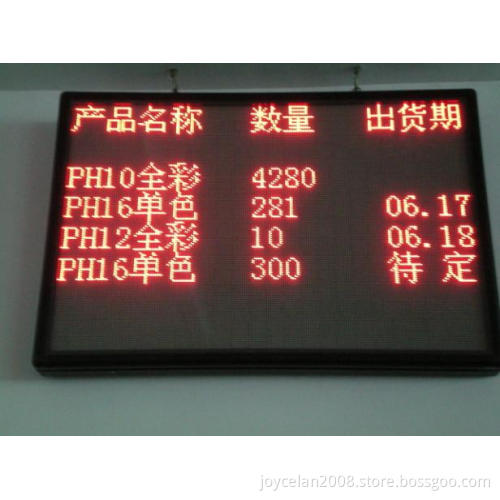 产品名称 数量 出货期
PH10全彩 4280
PH16单色 281 06.17
PH12全彩 10 06.18
PH16单色 300 待定
joycelan2008.store.bossgoo.com